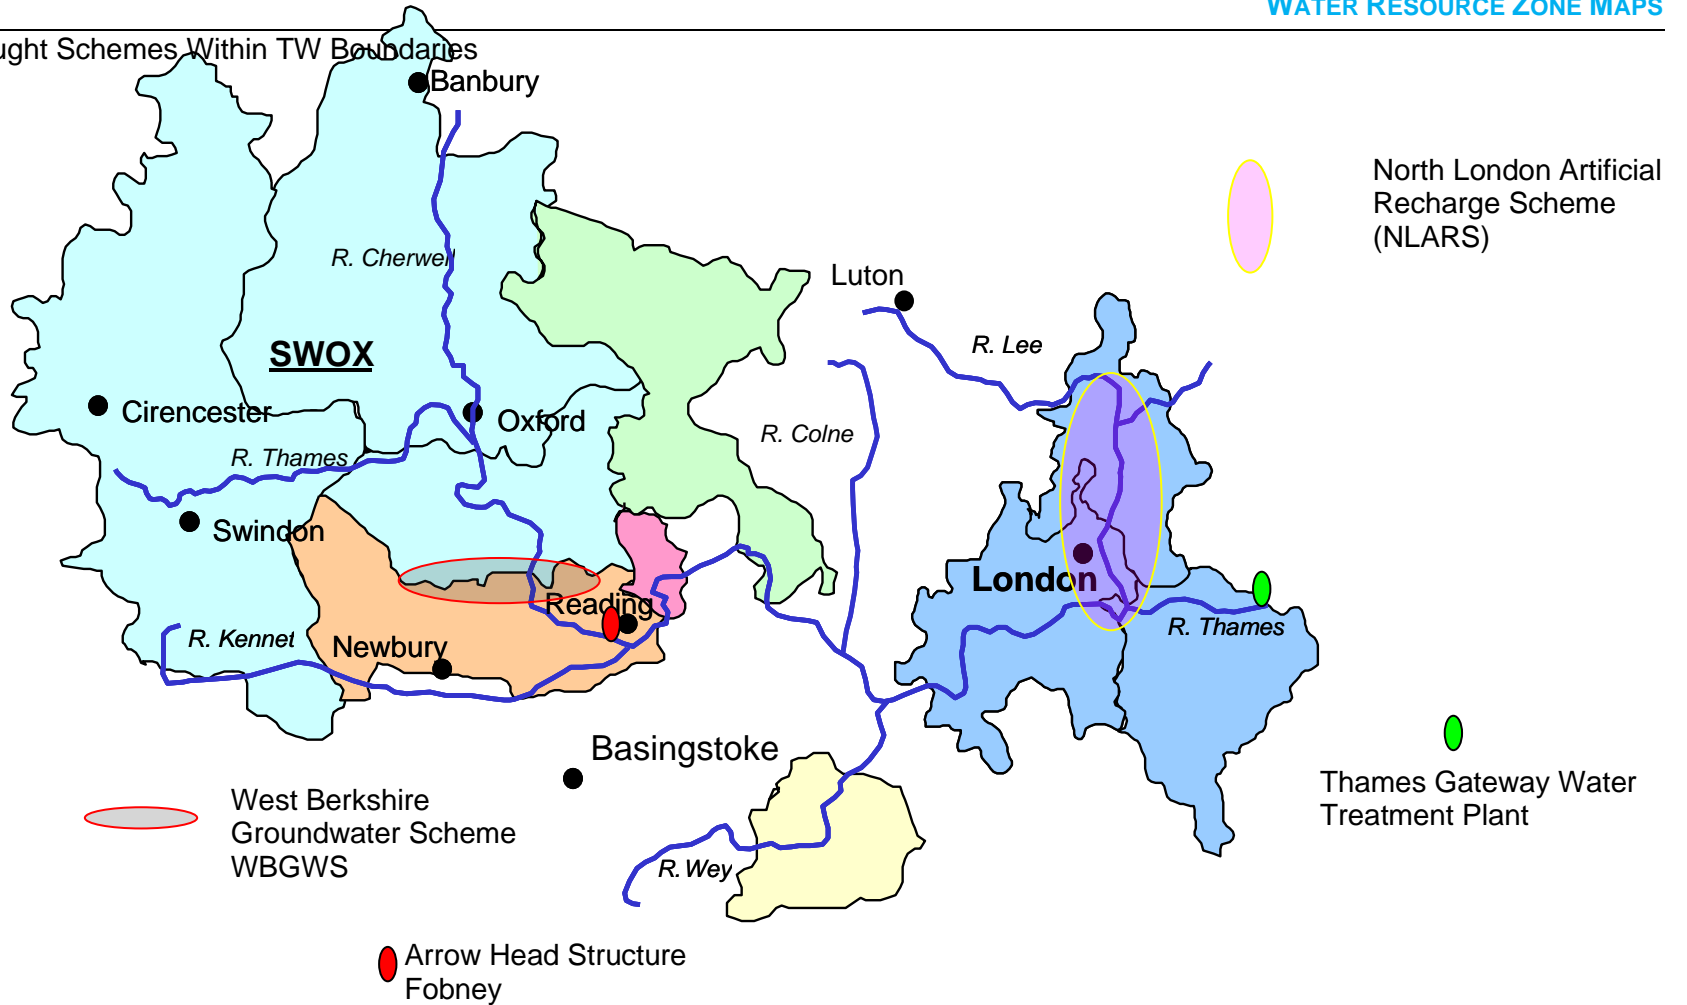 WATER RESOURCE ZONE MAPS
ught Schemes Within TW Boundaries
Banbury
North London Artificial
Recharge Scheme
(NLARS)
R. Cherwell
Luton
R. Lee
SWOX
Cirencester
Oxford
R. Colne
R. Thames
Swindon
London
Reading
R. Thames
R. Kennet
Newbury
Basingstoke
Thames Gateway Water
Treatment Plant
West Berkshire
Groundwater Scheme
WBGWS
R. Wey
Arrow Head Structure
Fobney